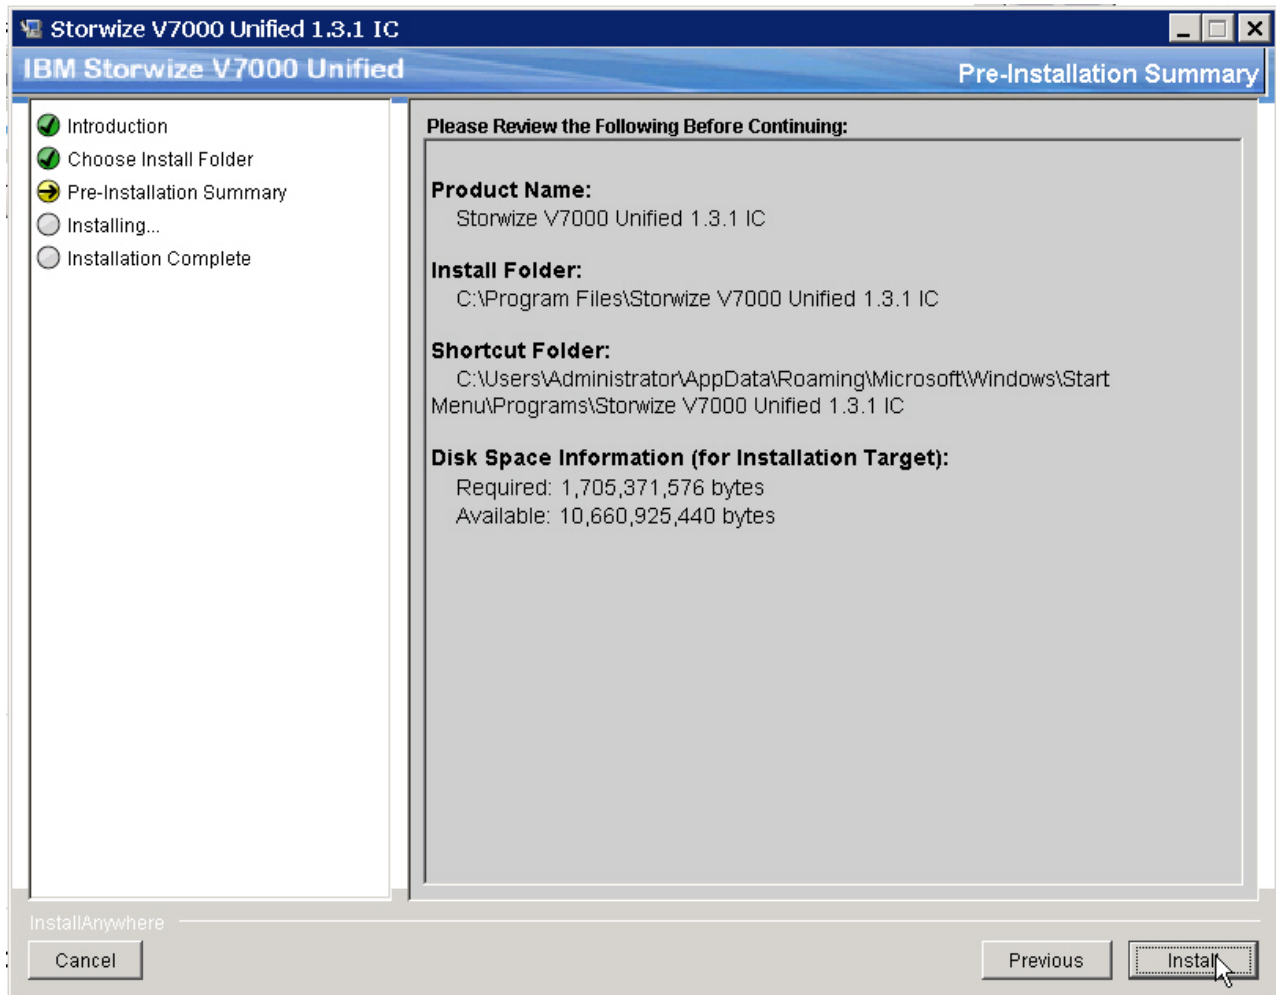 Storwize V7000 Unified 1.3.1 IC
IBM Storwize V7000 Unified
Pre-Installation Summary
Introduction
Choose Install Folder
Pre-Installation Summary
Installing...
Installation Complete
Please Review the Following Before Continuing:
Product Name:
Storwize V7000 Unified 1.3.1 IC
Install Folder:
C:\Program Files\Storwize V7000 Unified 1.3.1 IC
Shortcut Folder:
C:\Users\Administrator\AppData\Roaming\Microsoft\Windows\Start
Menu\Programs\Storwize V7000 Unified 1.3.1 IC
Disk Space Information (for Installation Target):
Required: 1,705,371,576 bytes
Available: 10,660,925,440 bytes
InstallAnywhere
Cancel
Previous
Install